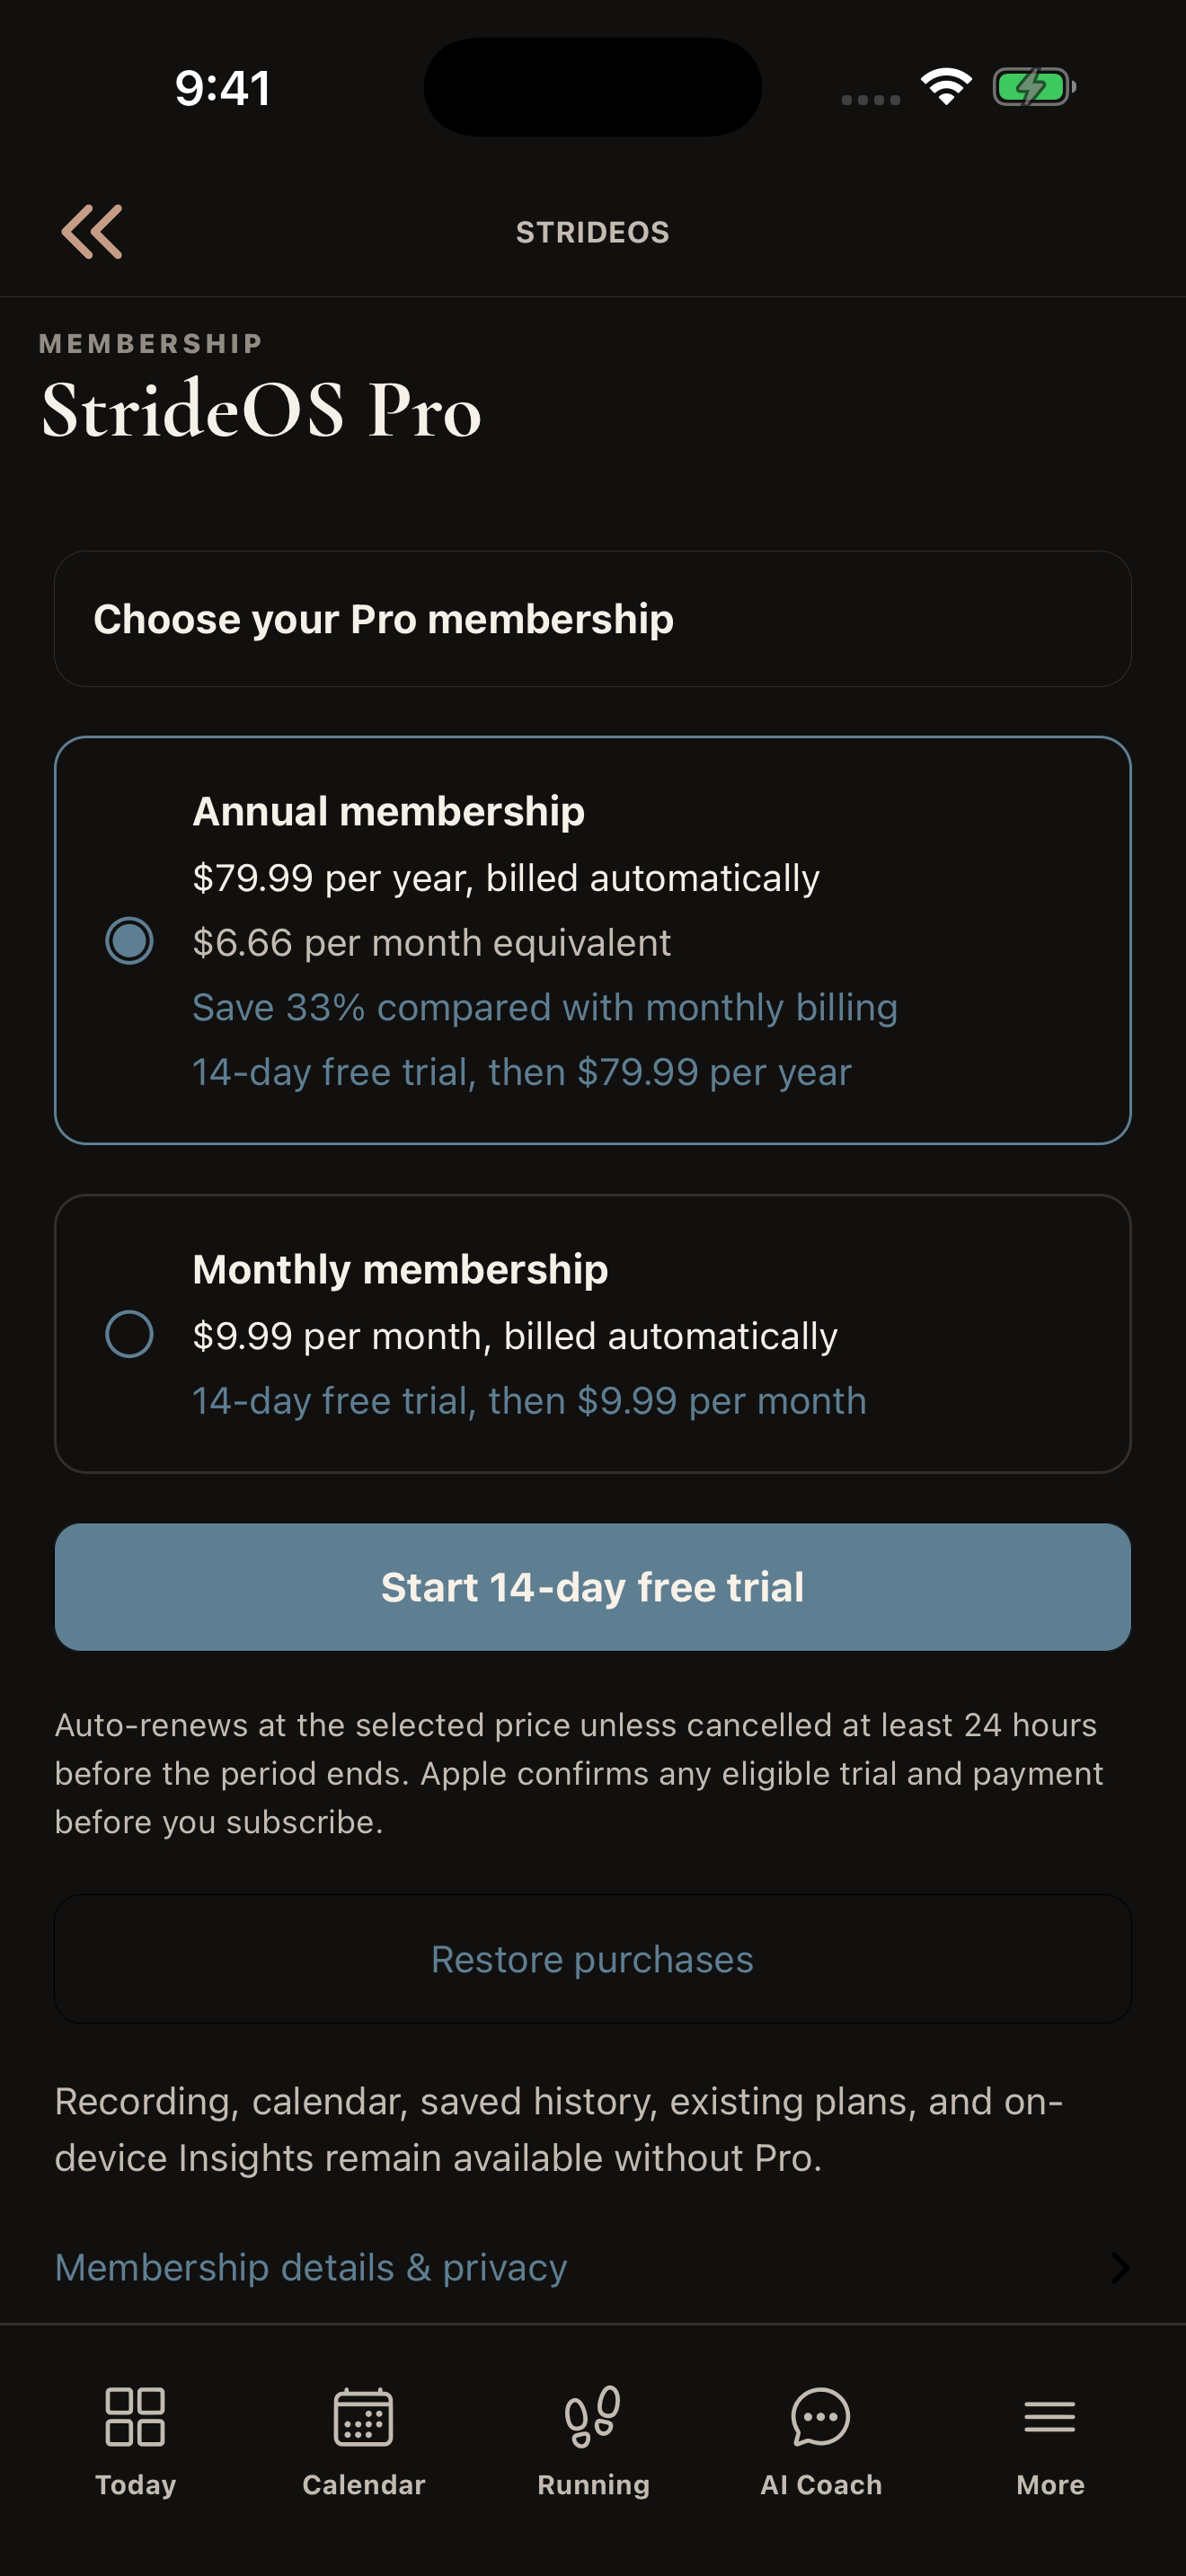 9:41
STRIDEOS
MEMBERSHIP
StrideOS Pro
Choose your Pro membership
Annual membership
$79.99 per year, billed automatically
$6.66 per month equivalent
Save 33% compared with monthly billing
14-day free trial, then $79.99 per year
Monthly membership
$9.99 per month, billed automatically
14-day free trial, then $9.99 per month
Start 14-day free trial
Auto-renews at the selected price unless cancelled at least 24 hours
before the period ends. Apple confirms any eligible trial and payment
before you subscribe.
Restore purchases
Recording, calendar, saved history, existing plans, and on-
device Insights remain available without Pro.
Membership details & privacy
Today
Calendar
Running
AI Coach
More